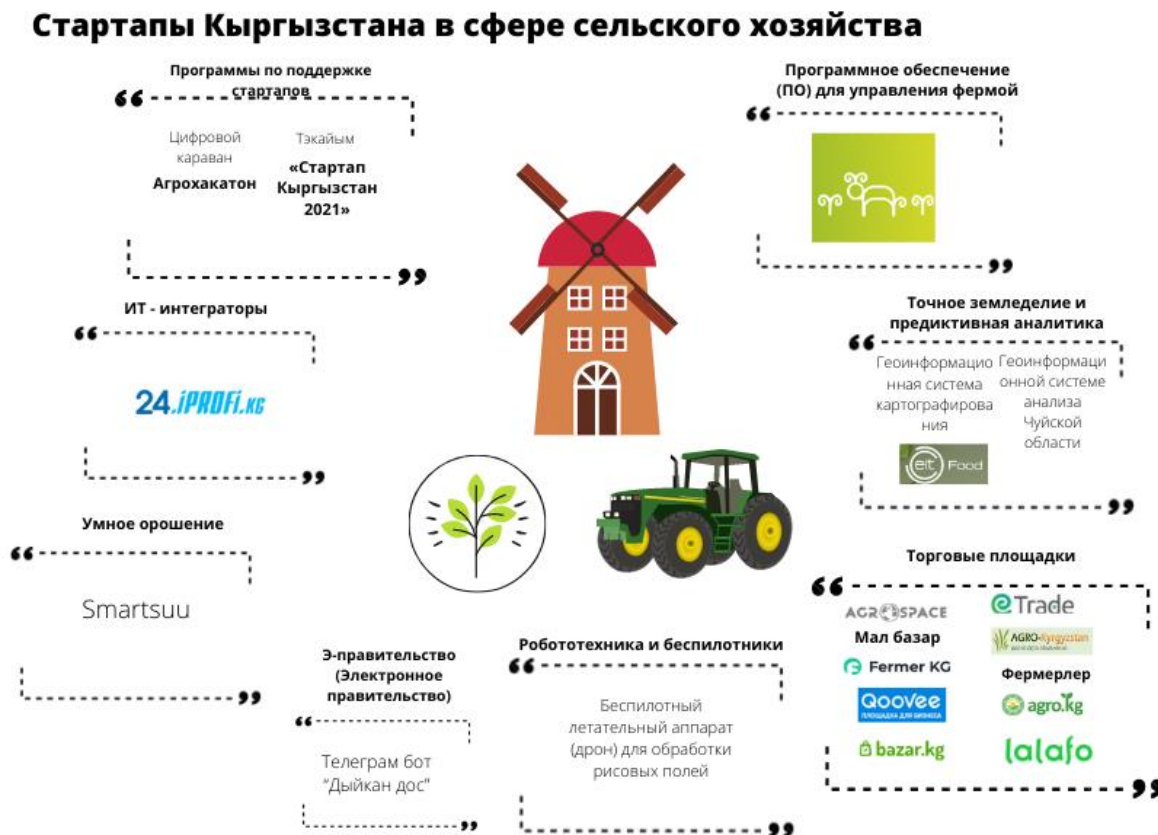 Стартапы Кыргызстана в сфере сельского хозяйства
Программы по поддержке
стартапов
Цифровой
караван
Агрохакатон
Тэкайым
«Стартап
Кыргызстан
2021»
Программное обеспечение
(ПО) для управления фермой
ИТ - интеграторы
24.iPROFi.KG
Точное земледелие и
предиктивная аналитика
Геоинформацио
нная система
картографирова
ния
eit Food
Геоинформаци
онной системе
анализа
Чуйской
области
Умное орошение
Smartsuu
Э-правительство
(Электронное
правительство)
Телеграм бот
“Дыйкан дос”
Робототехника и беспилотники
Беспилотный
летательный аппарат
(дрон) для обработки
рисовых полей
Торговые площадки
AGROSPACE
eTrade
Мал базар
AGRO-Kyrgyzstan
Fermer KG
Фермерлер
Qoovee
ПЛОЩАДКА ДЛЯ БИЗНЕСА
agro.kg
bazar.kg
lalafo